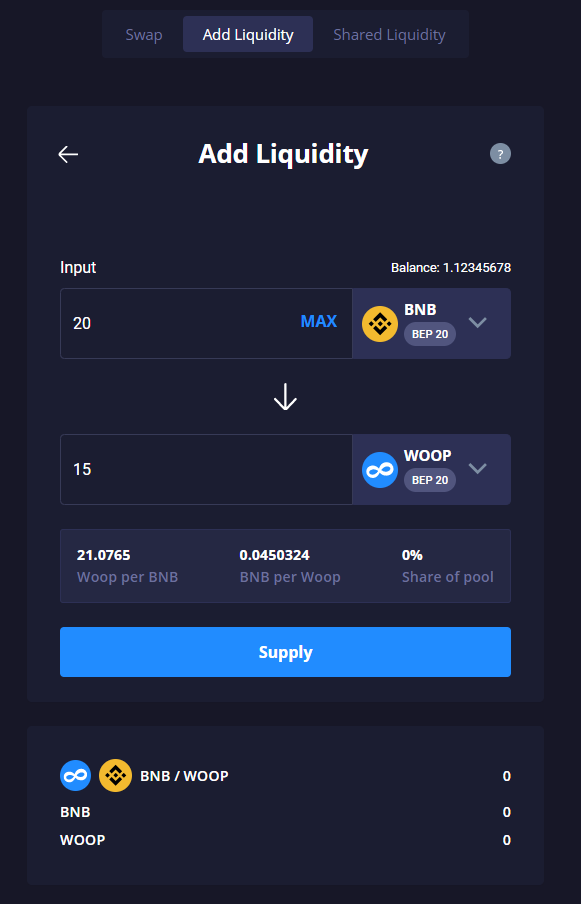 Swap Add Liquidity Shared Liquidity
Add Liquidity ?
Input Balance: 1.12345678
20 MAX BNB
BEP 20
15 WOOP
BEP 20
21.0765 0.0450324 0%
Woop per BNB BNB per Woop Share of pool
Supply
BNB / WOOP 0
BNB 0
WOOP 0